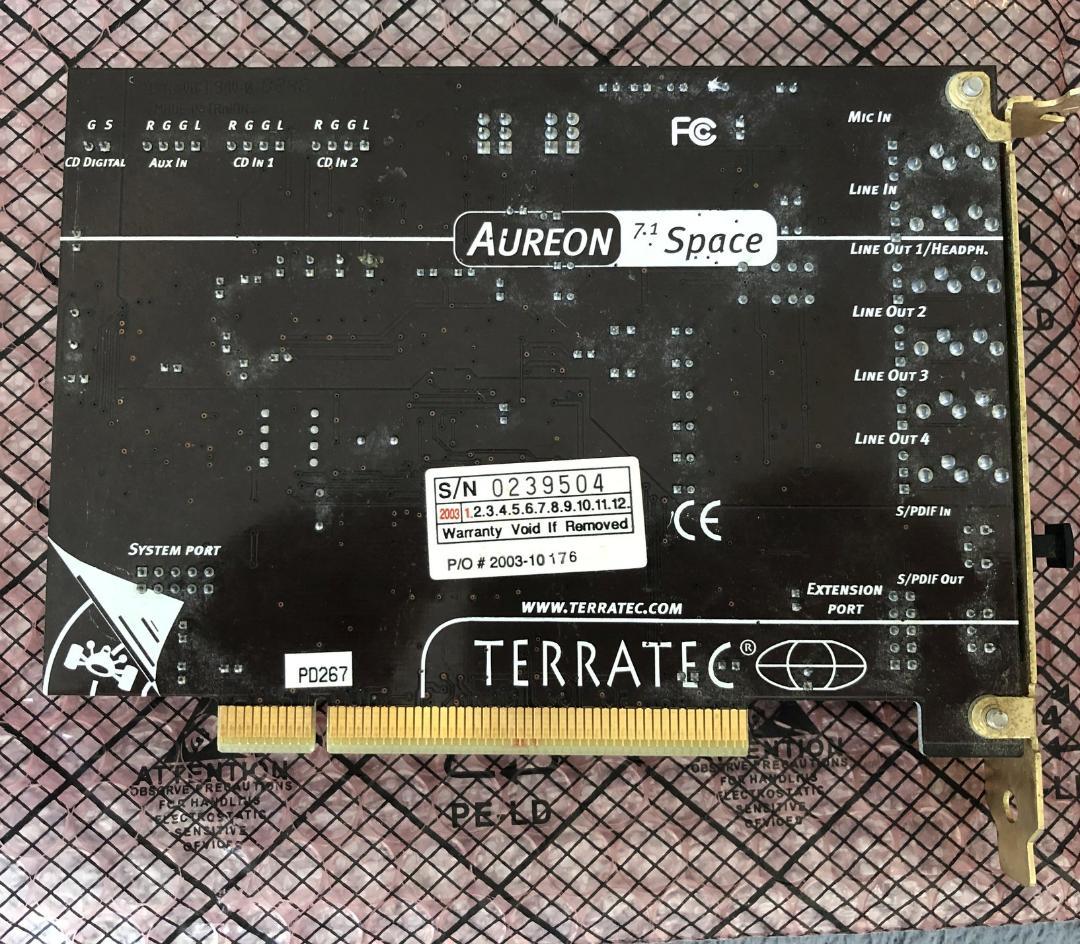 G S
R G G L
R G G L
R G G L
CD DIGITAL
AUX IN
CD IN 1
CD IN 2
FC
MIC IN
LINE IN
AUREON 7.1 Space
LINE OUT 1/HEADPH.
LINE OUT 2
LINE OUT 3
LINE OUT 4
S/N 0239504
2003 1.2.3.4.5.6.7.8.9.10.11.12.
Warranty Void If Removed
P/O # 2003-10 176
CE
S/PDIF IN
SYSTEM PORT
S/PDIF OUT
EXTENSION
PORT
WWW.TERRATEC.COM
TERRATEC®
PD267
ATTENTION
OBSERVE PRECAUTIONS
FOR HANDLING
ELECTROSTATIC
SENSITIVE
DEVICES
PE-LD
ENTION
OBSERVE PRECAUTIONS
FOR HANDLING
ELECTROSTATIC
SENSITIVE
DEVICES